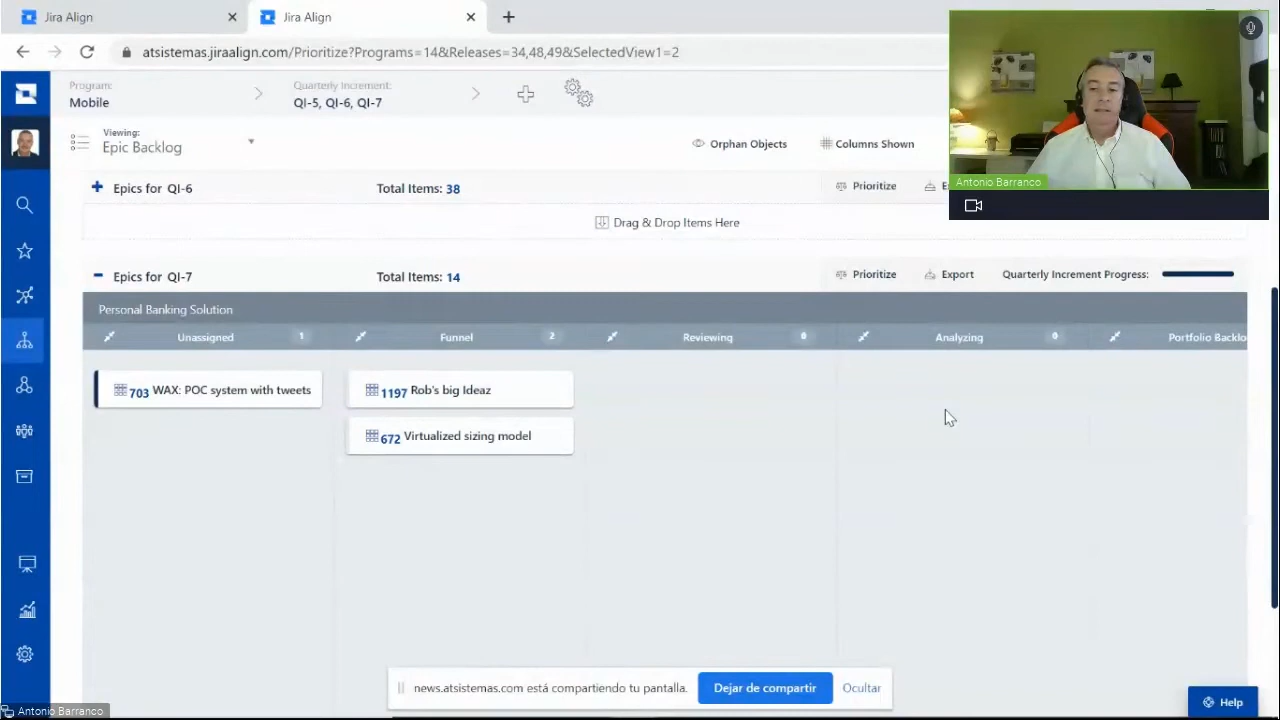 Jira Align
Jira Align
atsistemas.jiraalign.com/Prioritize?Programs=14&Releases=34,48,49&SelectedView1=2
Program:
Mobile
Quarterly Increment:
QI-5, QI-6, QI-7
Viewing:
Epic Backlog
Orphan Objects
Columns Shown
Antonio Barranco
Epics for QI-6
Total Items: 38
Prioritize
Drag & Drop Items Here
Epics for QI-7
Total Items: 14
Prioritize
Export
Quarterly Increment Progress:
Personal Banking Solution
Unassigned 1
Funnel 2
Reviewing 0
Analyzing 0
Portfolio Backlo
703 WAX: POC system with tweets
1197 Rob's big Ideaz
672 Virtualized sizing model
news.atsistemas.com está compartiendo tu pantalla.
Dejar de compartir
Ocultar
Help
Antonio Barranco